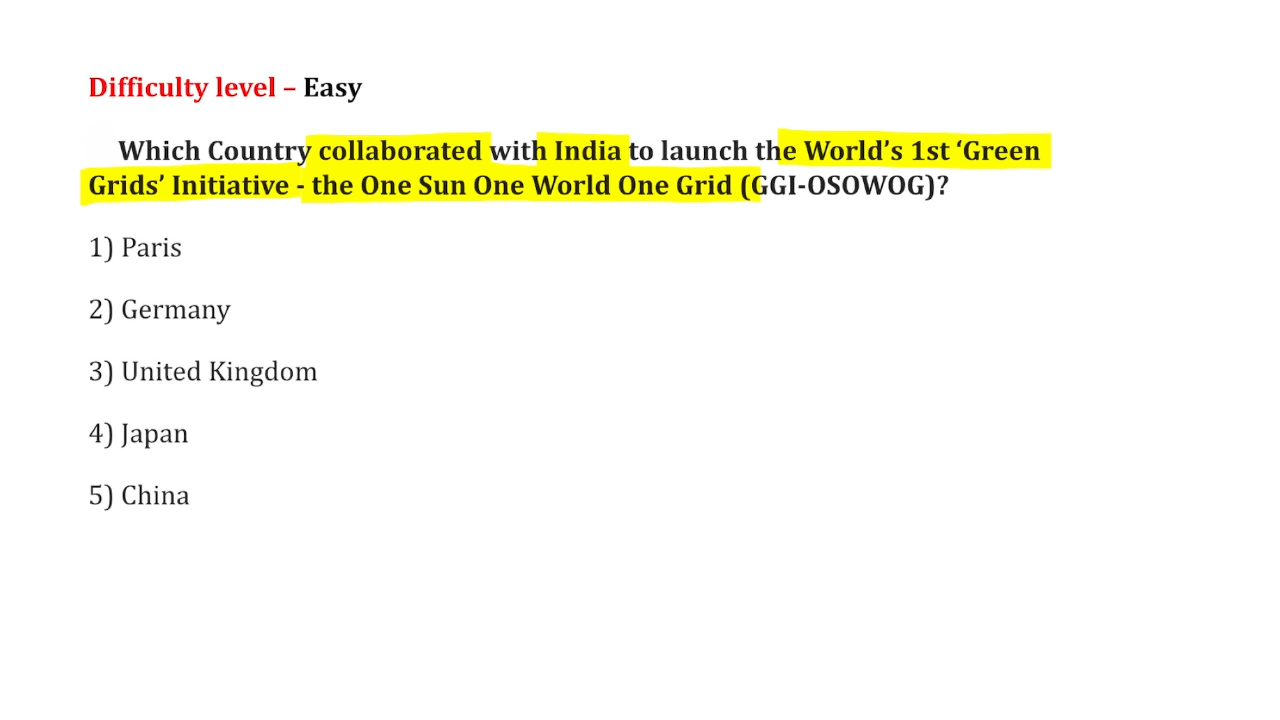 Difficulty level – Easy
Which Country collaborated with India to launch the World’s 1st ‘Green
Grids’ Initiative - the One Sun One World One Grid (GGI-OSOWOG)?
1) Paris
2) Germany
3) United Kingdom
4) Japan
5) China